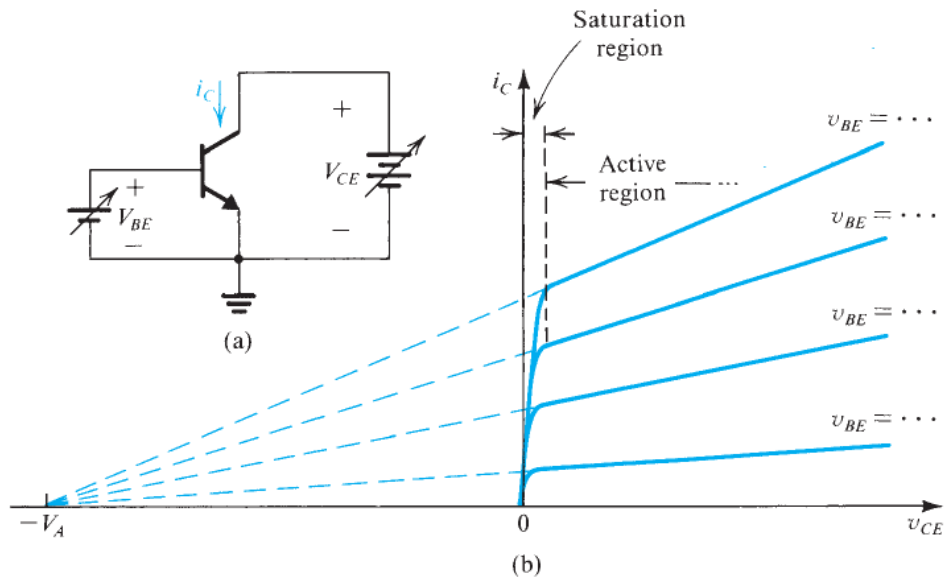 Saturation
region
i_C
i_C
v_BE = · · ·
+
+
V_CE
Active
region
...
V_BE
v_BE = · · ·
−
−
v_BE = · · ·
(a)
v_BE = · · ·
−V_A
0
v_CE
(b)